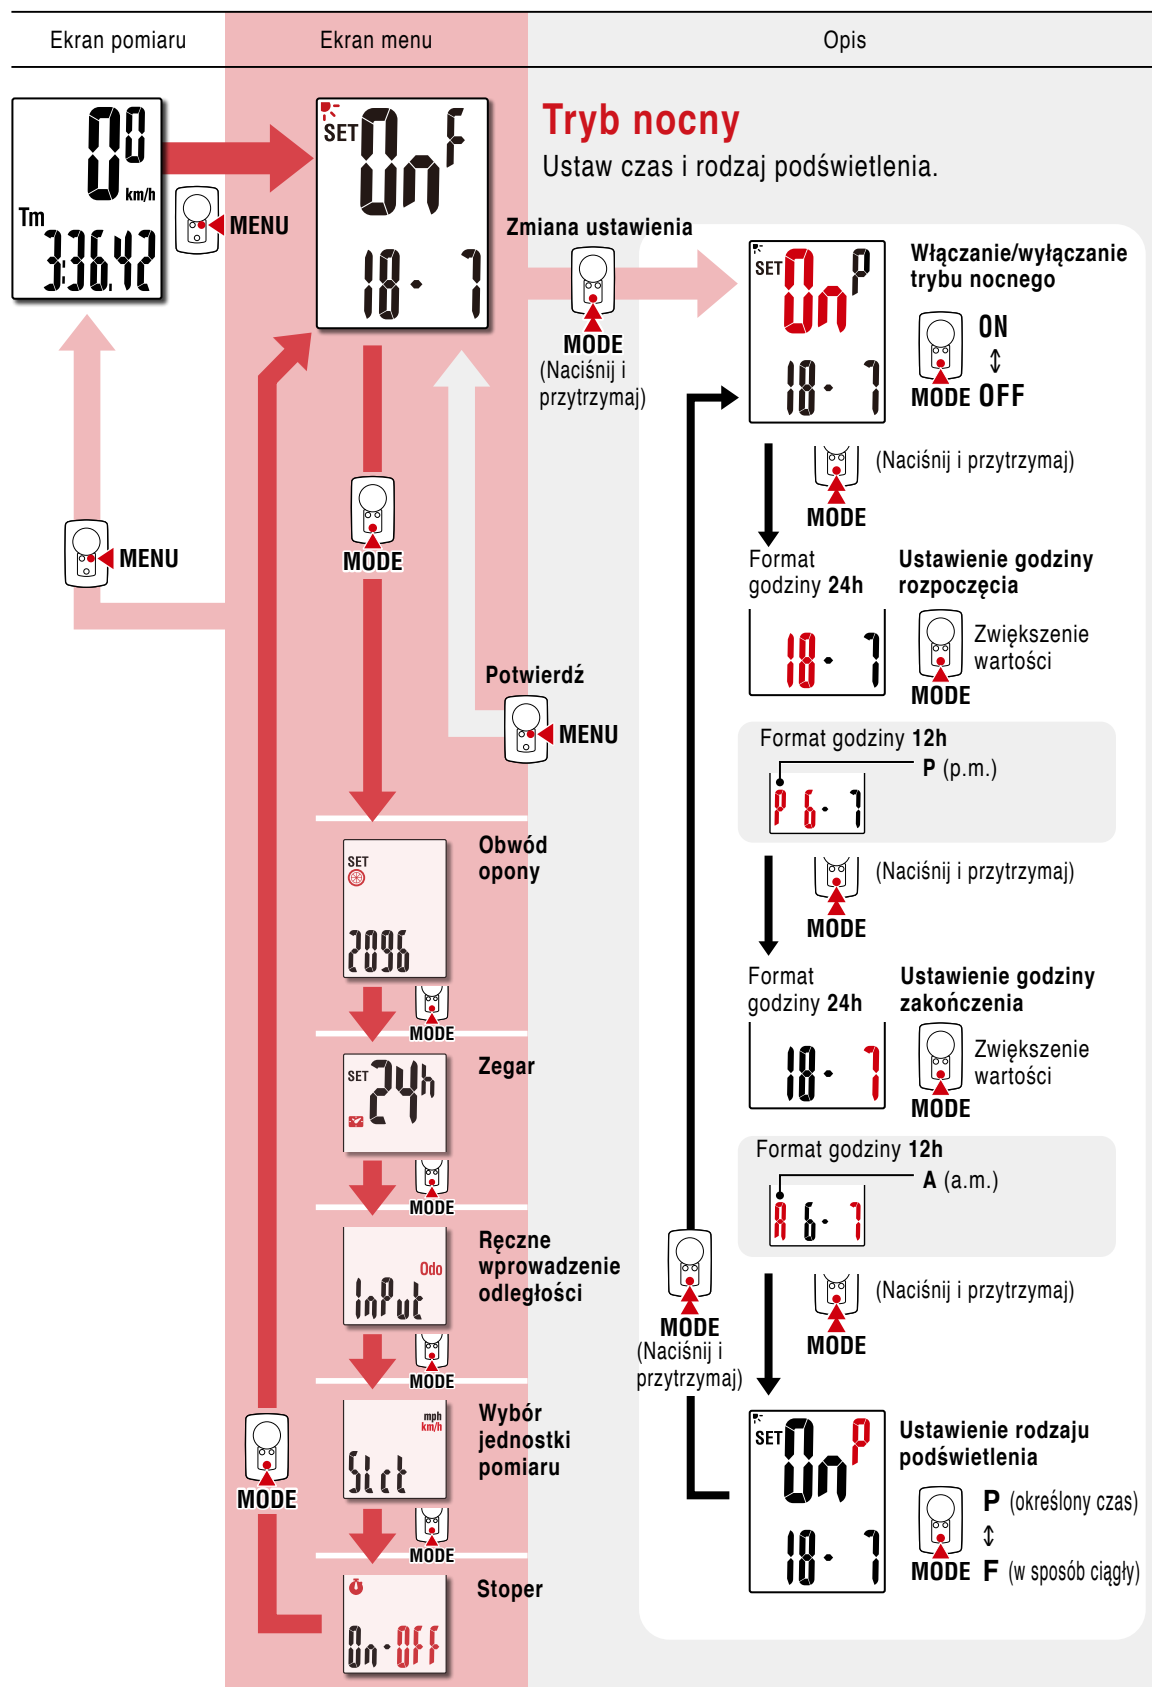 Ekran pomiaru
Ekran menu
Opis
0.0
km/h
Tm
3:36.42
MENU
SET
On F
18 - 7
Tryb nocny
Ustaw czas i rodzaj podświetlenia.
Zmiana ustawienia
MODE
(Naciśnij i
przytrzymaj)
SET
On P
18 - 7
Włączanie/wyłączanie
trybu nocnego
ON
↕
MODE OFF
(Naciśnij i przytrzymaj)
MODE
MENU
MODE
Format
godziny 24h
18 - 7
Ustawienie godziny
rozpoczęcia
Zwiększenie
wartości
MODE
Potwierdź
MENU
Format godziny 12h
P (p.m.)
P 6 - 7
(Naciśnij i przytrzymaj)
MODE
Obwód
opony
SET
2096
MODE
Format
godziny 24h
18 - 7
Ustawienie godziny
zakończenia
Zwiększenie
wartości
MODE
Zegar
SET
24h
MODE
Format godziny 12h
A (a.m.)
A 6 - 7
(Naciśnij i przytrzymaj)
MODE
Ręczne
wprowadzenie
odległości
Odo
InPut
MODE
MODE
(Naciśnij i
przytrzymaj)
Wybór
jednostki
pomiaru
mph
km/h
Slct
MODE
MODE
SET
On P
18 - 7
Ustawienie rodzaju
podświetlenia
P (określony czas)
↕
MODE F (w sposób ciągły)
Stoper
On-OFF